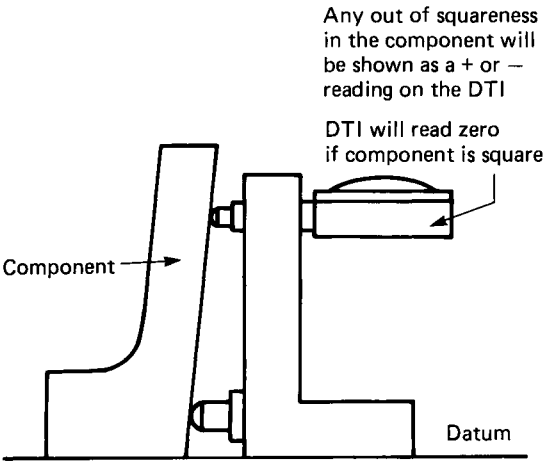 Any out of squareness
in the component will
be shown as a + or —
reading on the DTI
DTI will read zero
if component is square
Component
Datum